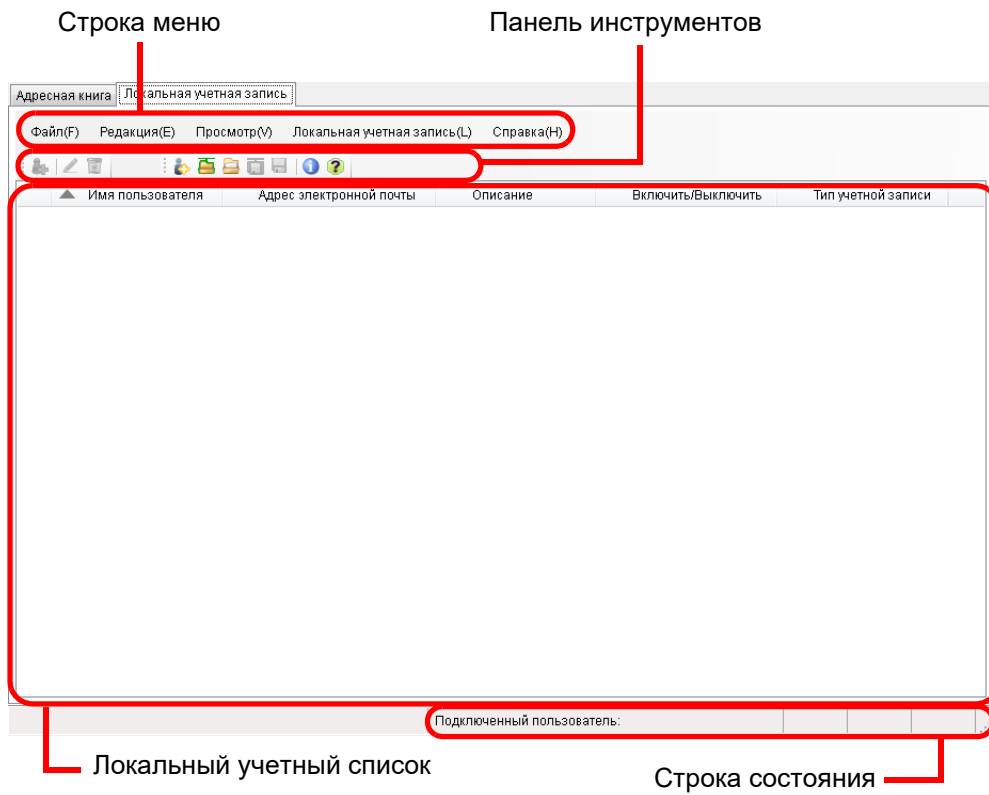 Строка меню
Панель инструментов
Адресная книга
Локальная учетная запись
Файл(F) Редакция(E) Просмотр(V) Локальная учетная запись(L) Справка(H)
Имя пользователя Адрес электронной почты Описание Включить/Выключить Тип учетной записи
Подключенный пользователь:
Локальный учетный список
Строка состояния